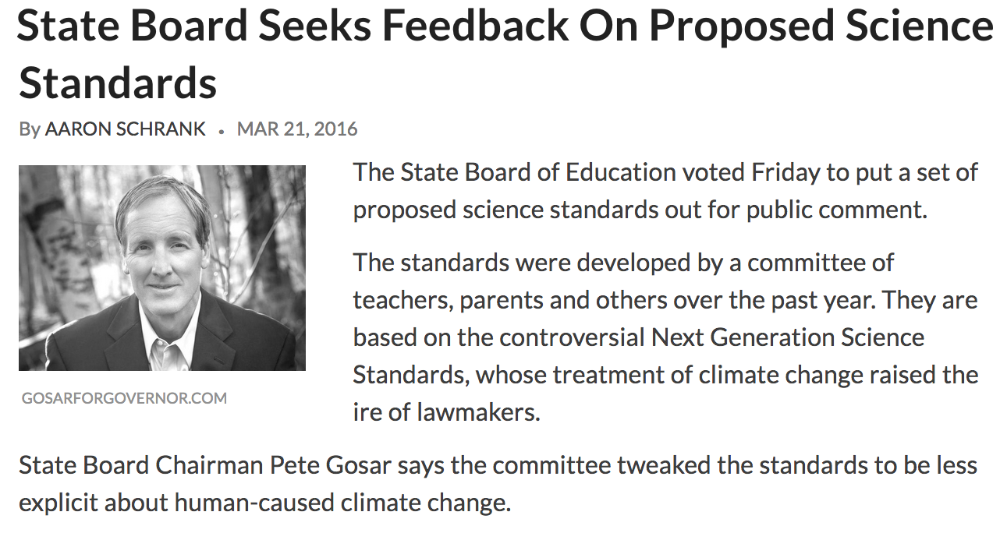 State Board Seeks Feedback On Proposed Science
Standards
By AARON SCHRANK • MAR 21, 2016
The State Board of Education voted Friday to put a set of
proposed science standards out for public comment.
The standards were developed by a committee of
teachers, parents and others over the past year. They are
based on the controversial Next Generation Science
Standards, whose treatment of climate change raised the
ire of lawmakers.
GOSARFORGOVERNOR.COM
State Board Chairman Pete Gosar says the committee tweaked the standards to be less
explicit about human-caused climate change.